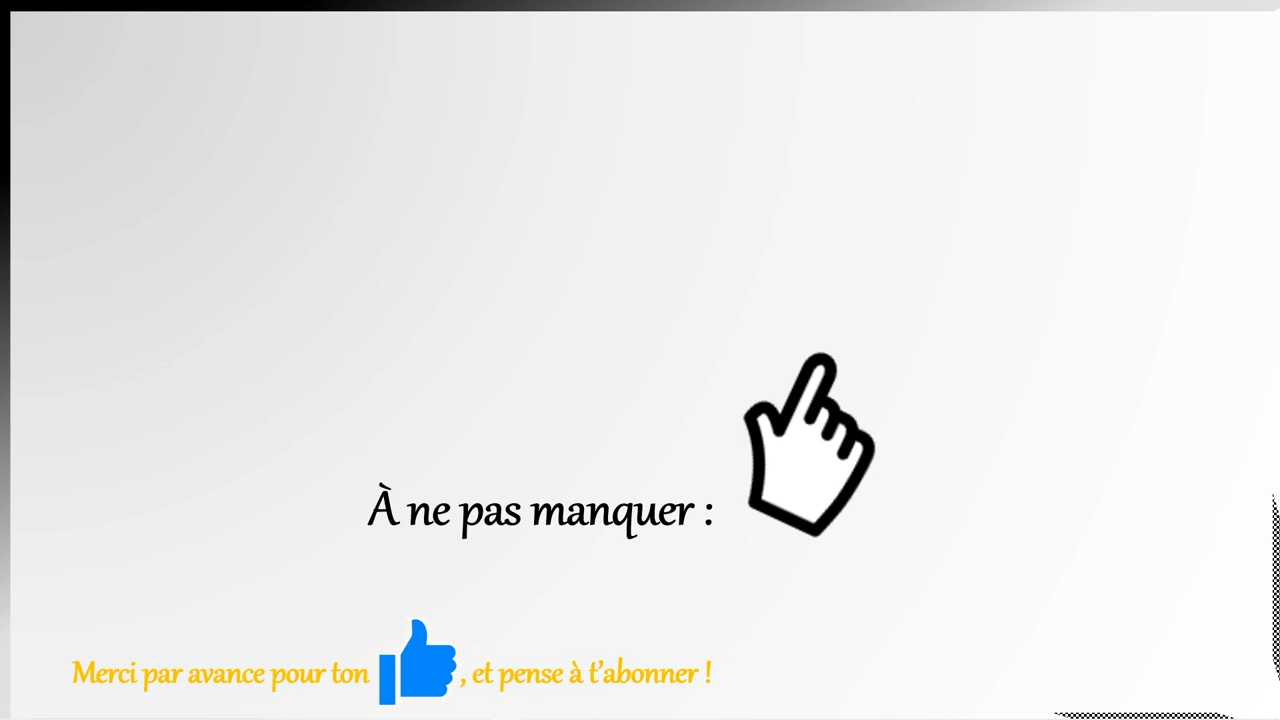 À ne pas manquer :
Merci par avance pour ton , et pense à t’abonner !